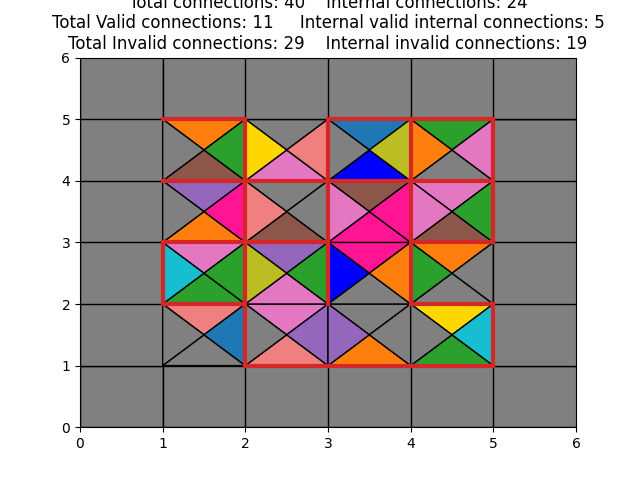 Total connections: 40    Internal connections: 24
Total Valid connections: 11     Internal valid internal connections: 5
Total Invalid connections: 29    Internal invalid connections: 19
6
5
4
3
2
1
0
0 1 2 3 4 5 6